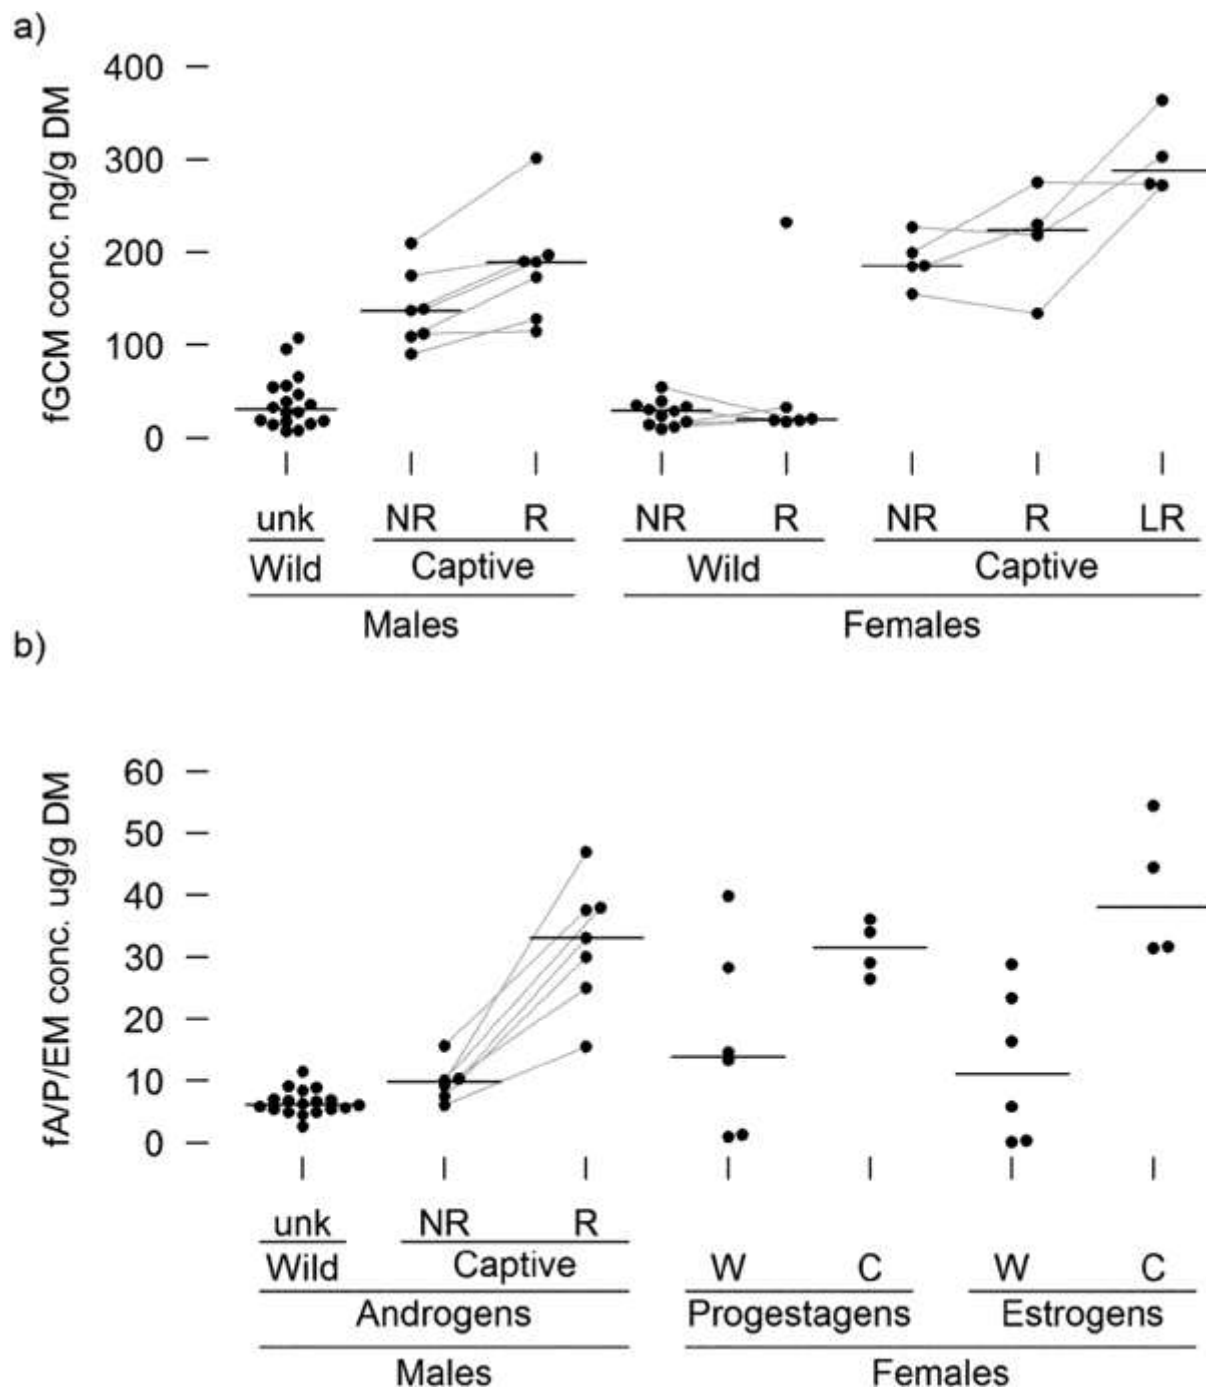 a)
fGCM conc. ng/g DM
400
300
200
100
0
unk NR R NR R NR R LR
Wild Captive Wild Captive
Males Females
b)
fA/P/EM conc. ug/g DM
60
50
40
30
20
10
0
unk NR R W C W C
Wild Captive
Androgens Progestagens Estrogens
Males Females